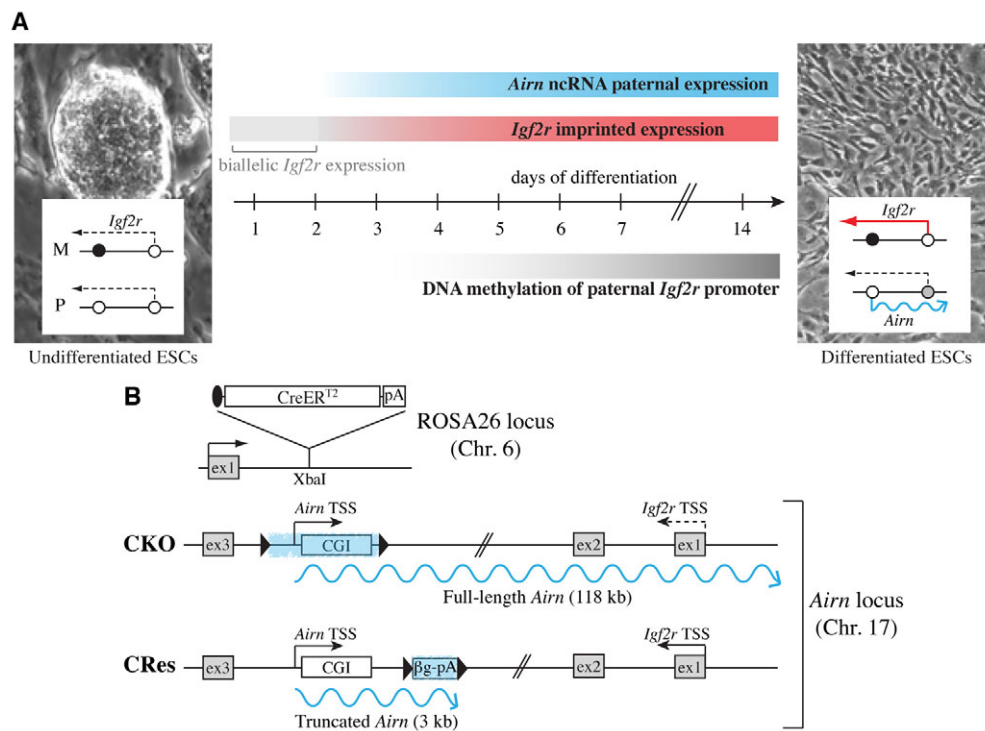 A
Airn ncRNA paternal expression
Igf2r imprinted expression
biallelic Igf2r expression
days of differentiation
1 2 3 4 5 6 7 14
DNA methylation of paternal Igf2r promoter
Igf2r
M
P
Undifferentiated ESCs
Igf2r
Airn
Differentiated ESCs
B
CreERT2 pA
ROSA26 locus
(Chr. 6)
ex1
XbaI
Airn TSS Igf2r TSS
CKO ex3 CGI ex2 ex1
Full-length Airn (118 kb)
Airn locus
(Chr. 17)
Airn TSS Igf2r TSS
CRes ex3 CGI βg-pA ex2 ex1
Truncated Airn (3 kb)